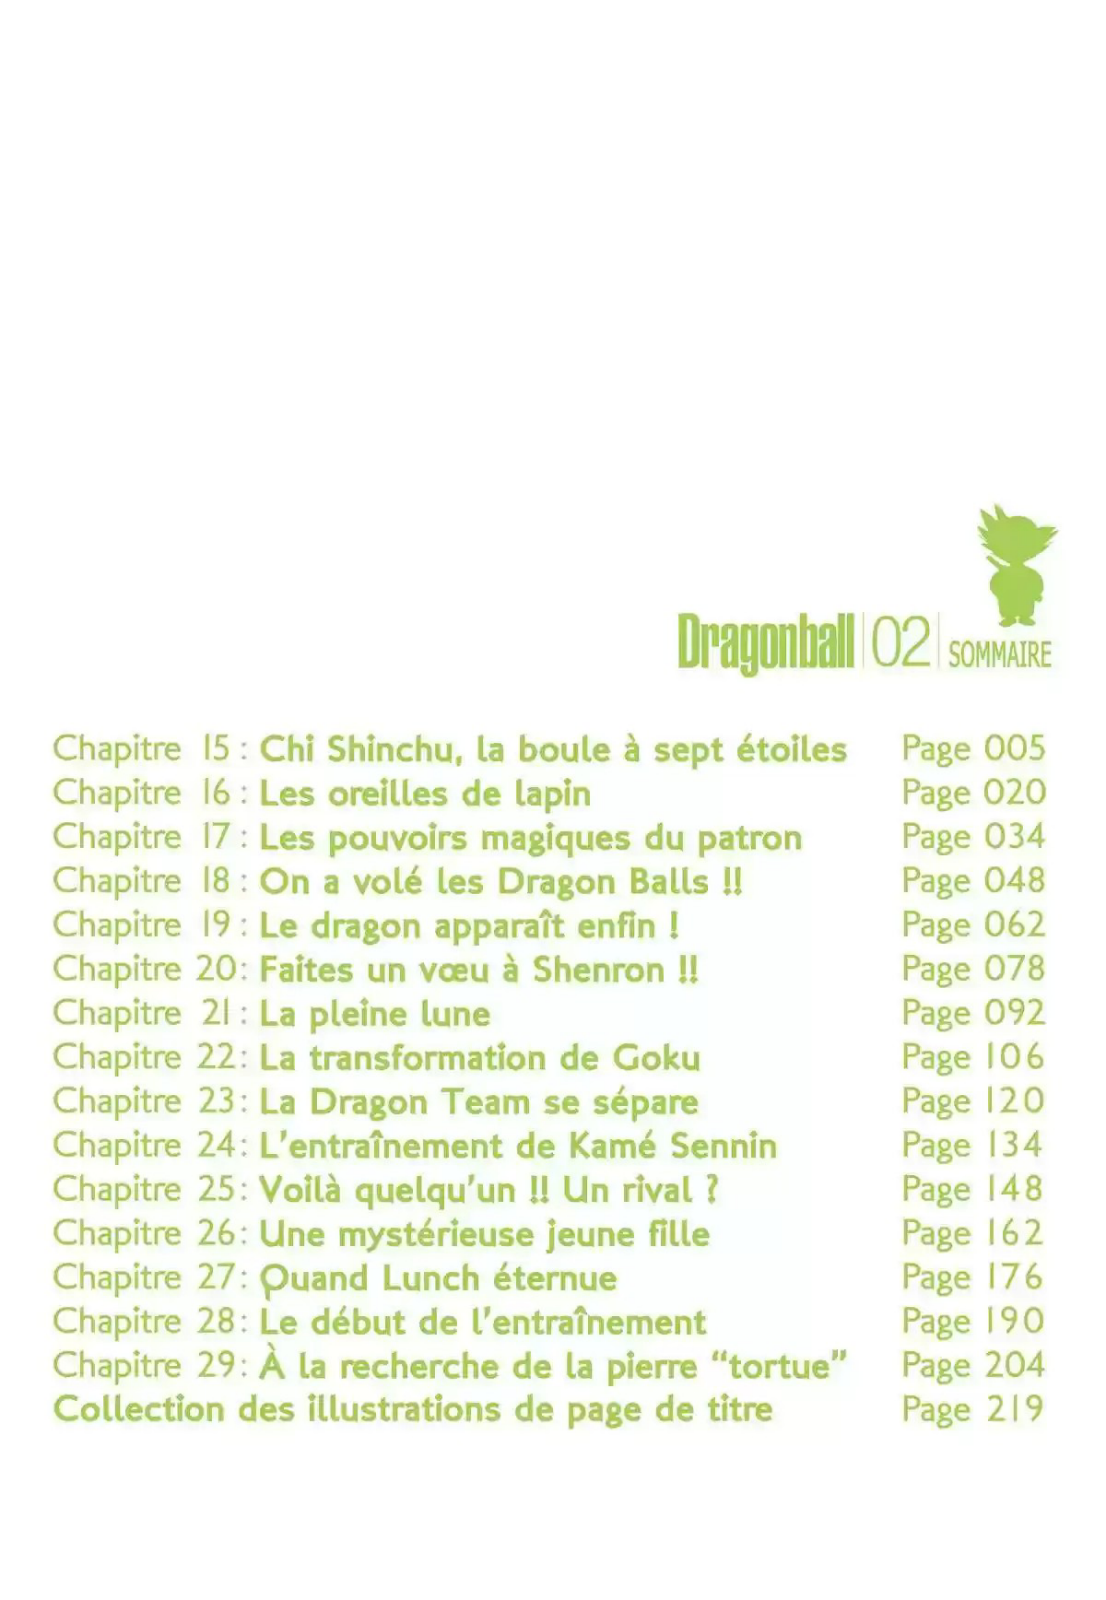 Dragonball 02 SOMMAIRE
Chapitre 15 : Chi Shinchu, la boule à sept étoiles Page 005
Chapitre 16 : Les oreilles de lapin Page 020
Chapitre 17 : Les pouvoirs magiques du patron Page 034
Chapitre 18 : On a volé les Dragon Balls !! Page 048
Chapitre 19 : Le dragon apparaît enfin ! Page 062
Chapitre 20 : Faites un vœu à Shenron !! Page 078
Chapitre 21 : La pleine lune Page 092
Chapitre 22 : La transformation de Goku Page 106
Chapitre 23 : La Dragon Team se sépare Page 120
Chapitre 24 : L’entraînement de Kamé Sennin Page 134
Chapitre 25 : Voilà quelqu’un !! Un rival ? Page 148
Chapitre 26 : Une mystérieuse jeune fille Page 162
Chapitre 27 : Quand Lunch éternue Page 176
Chapitre 28 : Le début de l’entraînement Page 190
Chapitre 29 : À la recherche de la pierre “tortue” Page 204
Collection des illustrations de page de titre Page 219